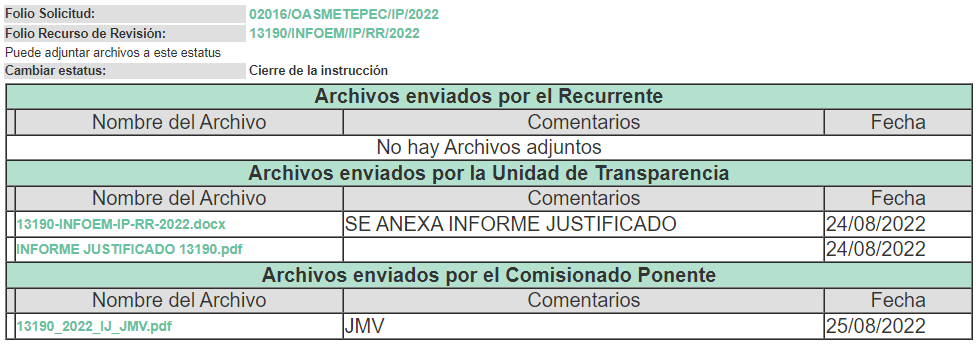 Folio Solicitud: 02016/OASMETEPEC/IP/2022
Folio Recurso de Revisión: 13190/INFOEM/IP/RR/2022
Puede adjuntar archivos a este estatus
Cambiar estatus: Cierre de la instrucción
Archivos enviados por el Recurrente
Nombre del Archivo Comentarios Fecha
No hay Archivos adjuntos
Archivos enviados por la Unidad de Transparencia
Nombre del Archivo Comentarios Fecha
13190-INFOEM-IP-RR-2022.docx SE ANEXA INFORME JUSTIFICADO 24/08/2022
INFORME JUSTIFICADO 13190.pdf 24/08/2022
Archivos enviados por el Comisionado Ponente
Nombre del Archivo Comentarios Fecha
13190_2022_IJ_JMV.pdf JMV 25/08/2022